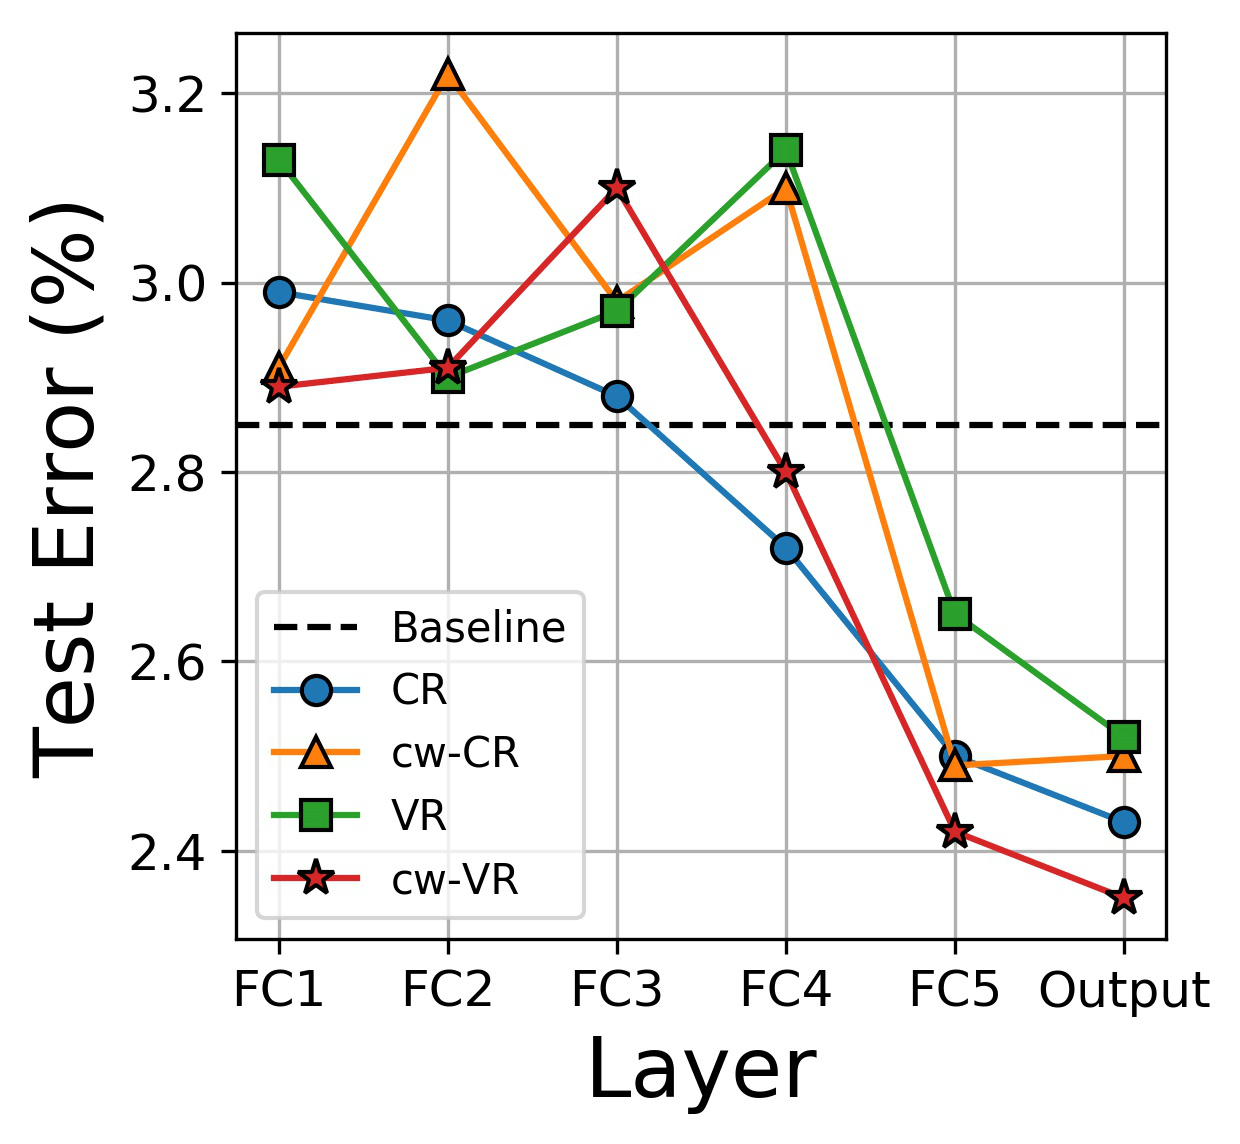 Test Error (%)
3.2
3.0
2.8
2.6
2.4
Baseline
CR
cw-CR
VR
cw-VR
FC1 FC2 FC3 FC4 FC5 Output
Layer